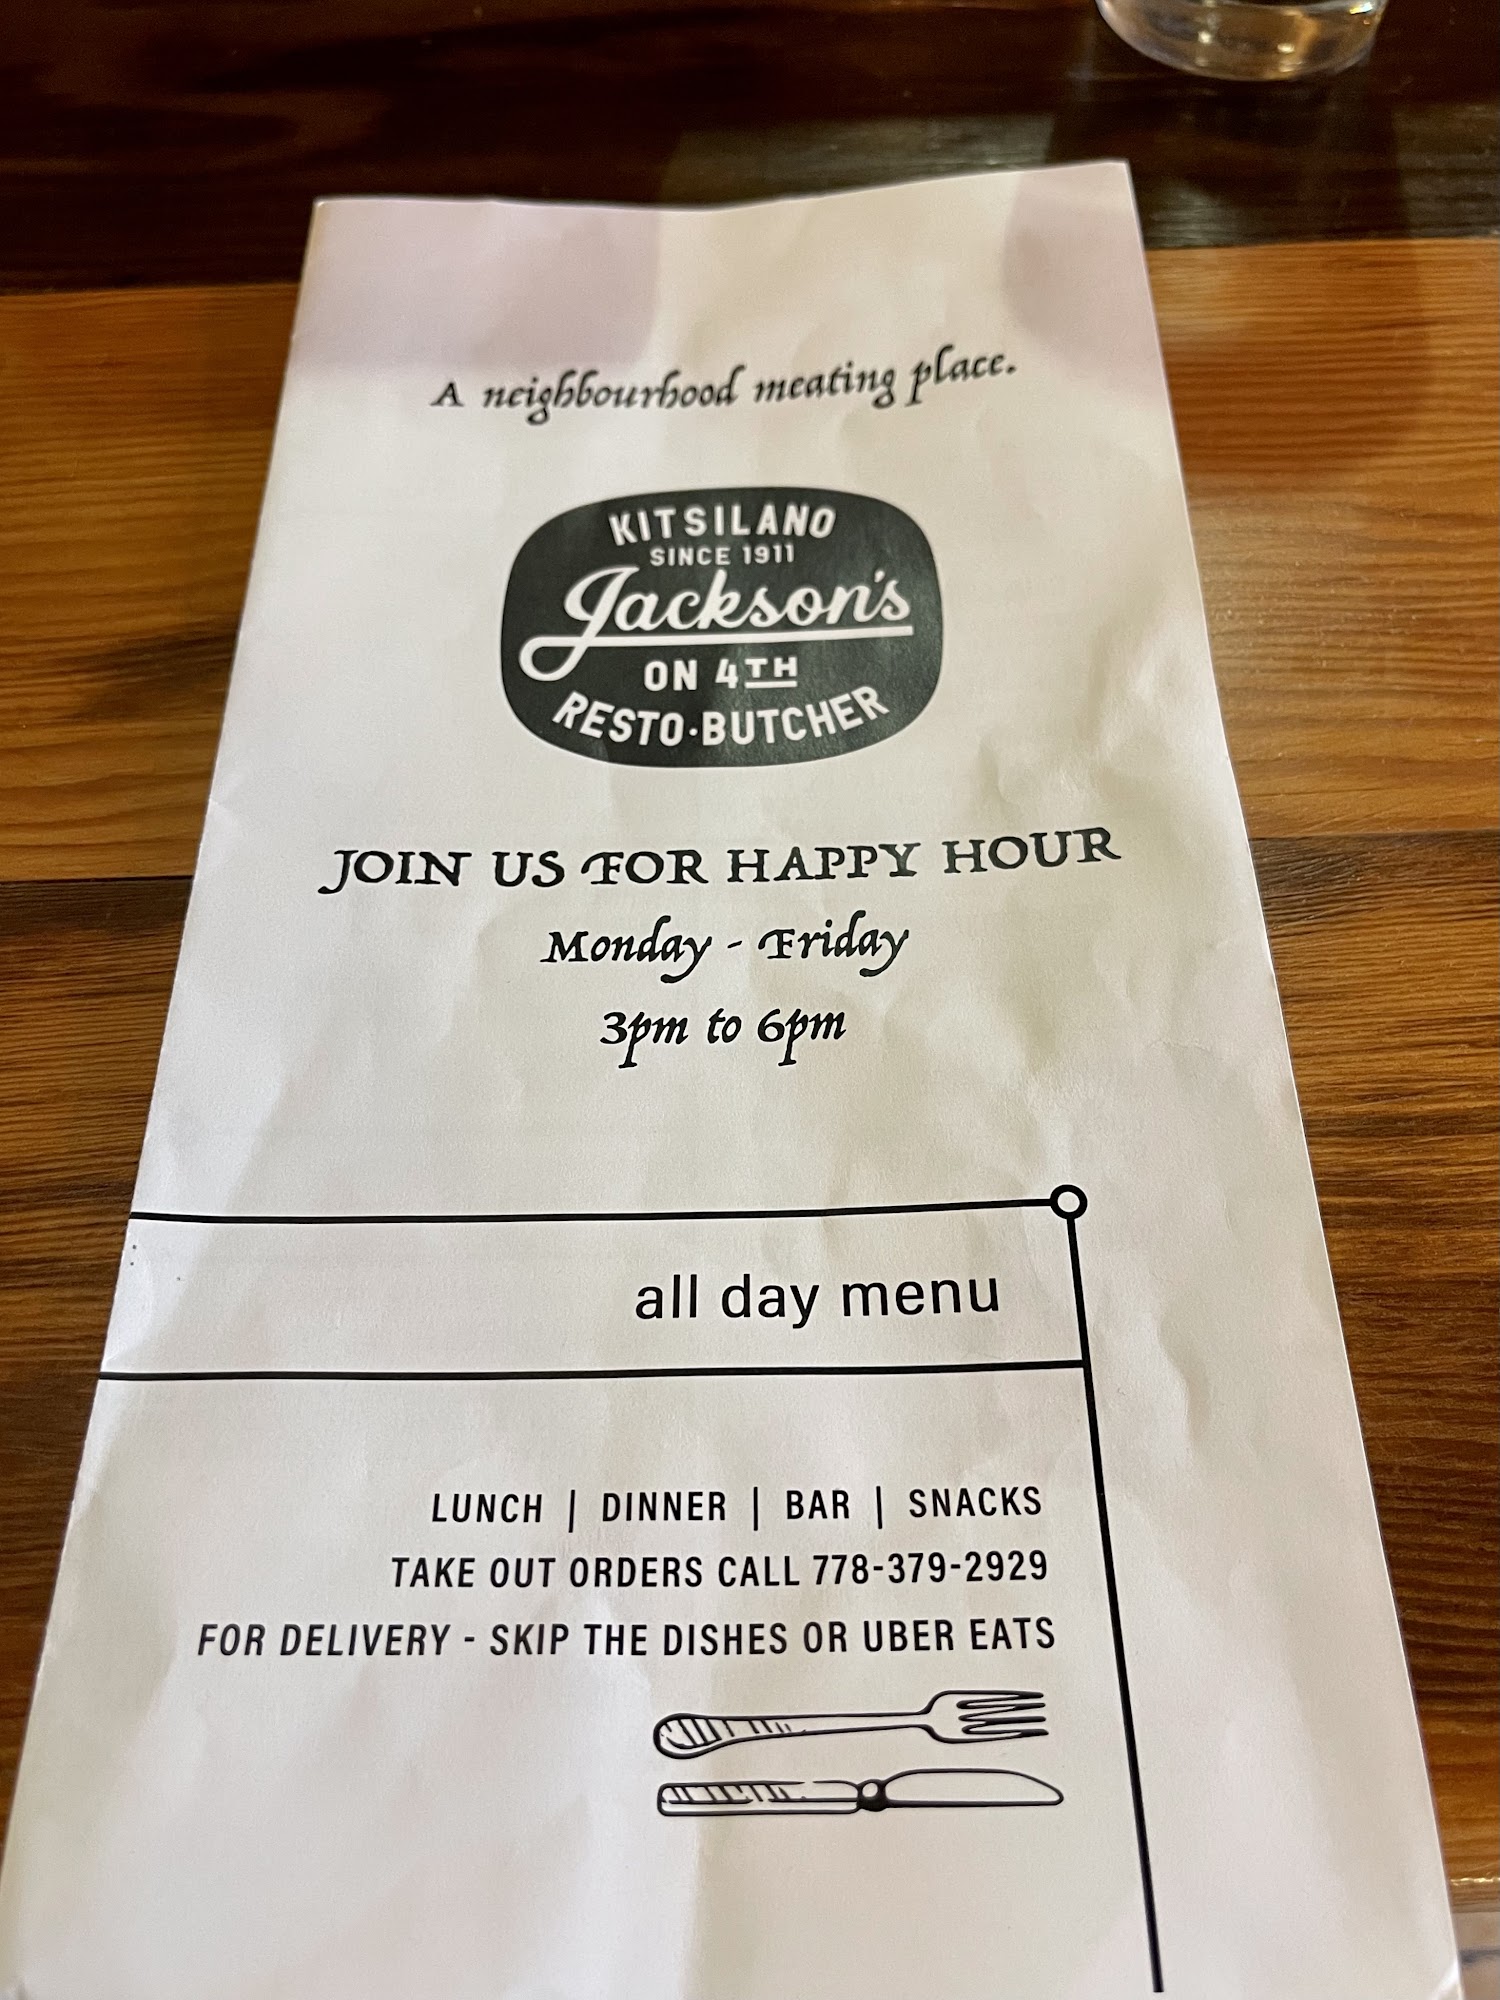 A neighbourhood meating place.
KITSILANO
SINCE 1911
Jackson's
ON 4TH
RESTO·BUTCHER
JOIN US FOR HAPPY HOUR
Monday - Friday
3pm to 6pm
all day menu
LUNCH | DINNER | BAR | SNACKS
TAKE OUT ORDERS CALL 778-379-2929
FOR DELIVERY - SKIP THE DISHES OR UBER EATS